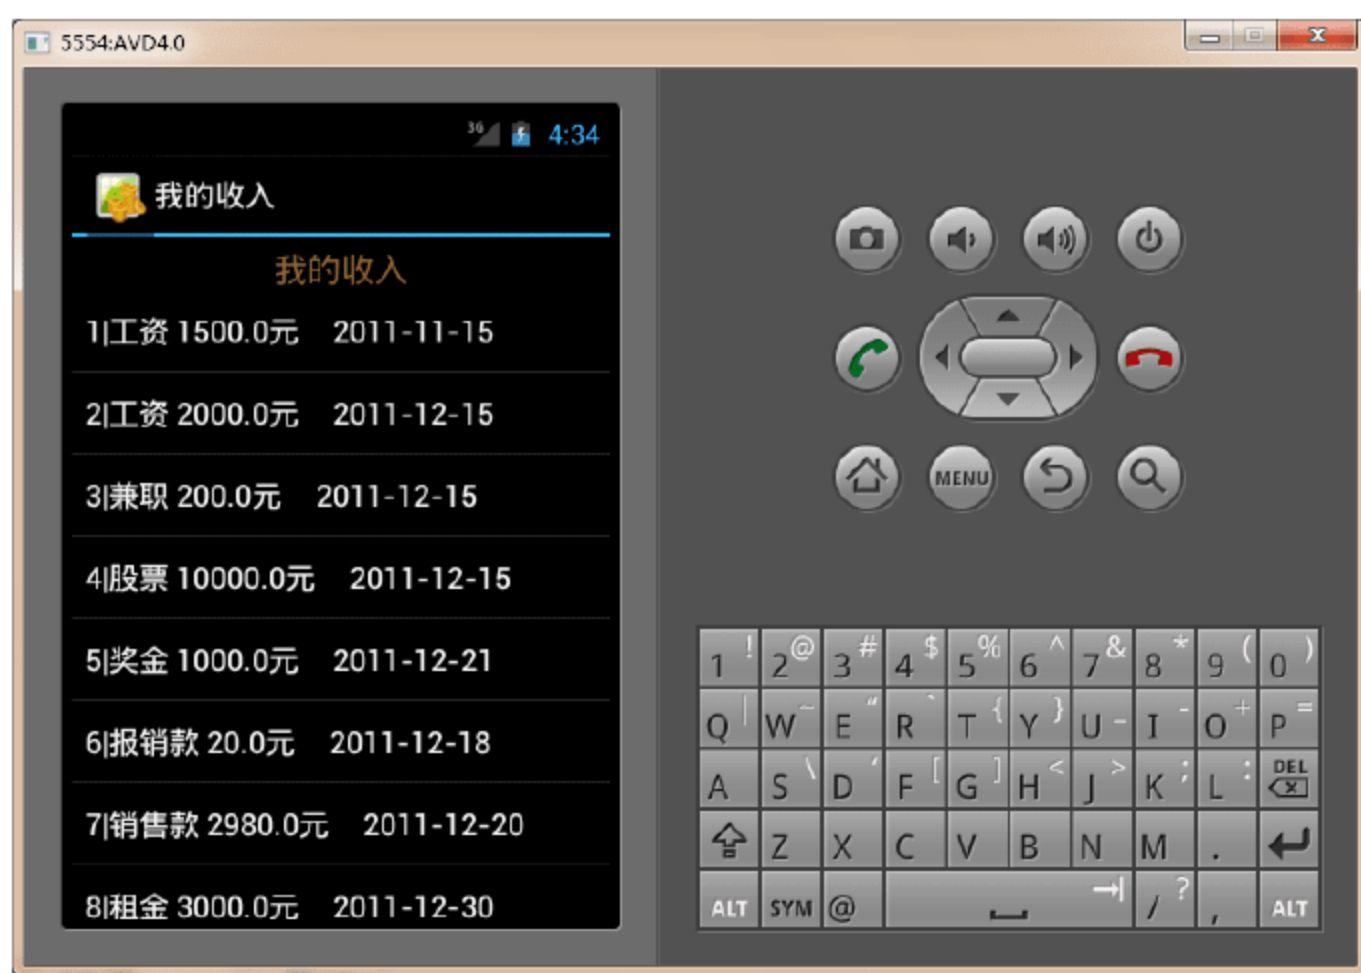 5554:AVD4.0
3G 4:34
我的收入
我的收入
1|工资 1500.0元 2011-11-15
2|工资 2000.0元 2011-12-15
3|兼职 200.0元 2011-12-15
4|股票 10000.0元 2011-12-15
5|奖金 1000.0元 2011-12-21
6|报销款 20.0元 2011-12-18
7|销售款 2980.0元 2011-12-20
8|租金 3000.0元 2011-12-30
MENU
1 ! 2 @ 3 # 4 $ 5 % 6 ^ 7 & 8 * 9 ( 0 )
Q | W ~ E " R ` T { Y } U _ I - O + P =
A S \ D ' F [ G ] H < J > K ; L : DEL
Z X C V B N M .
ALT SYM @ / ? , ALT